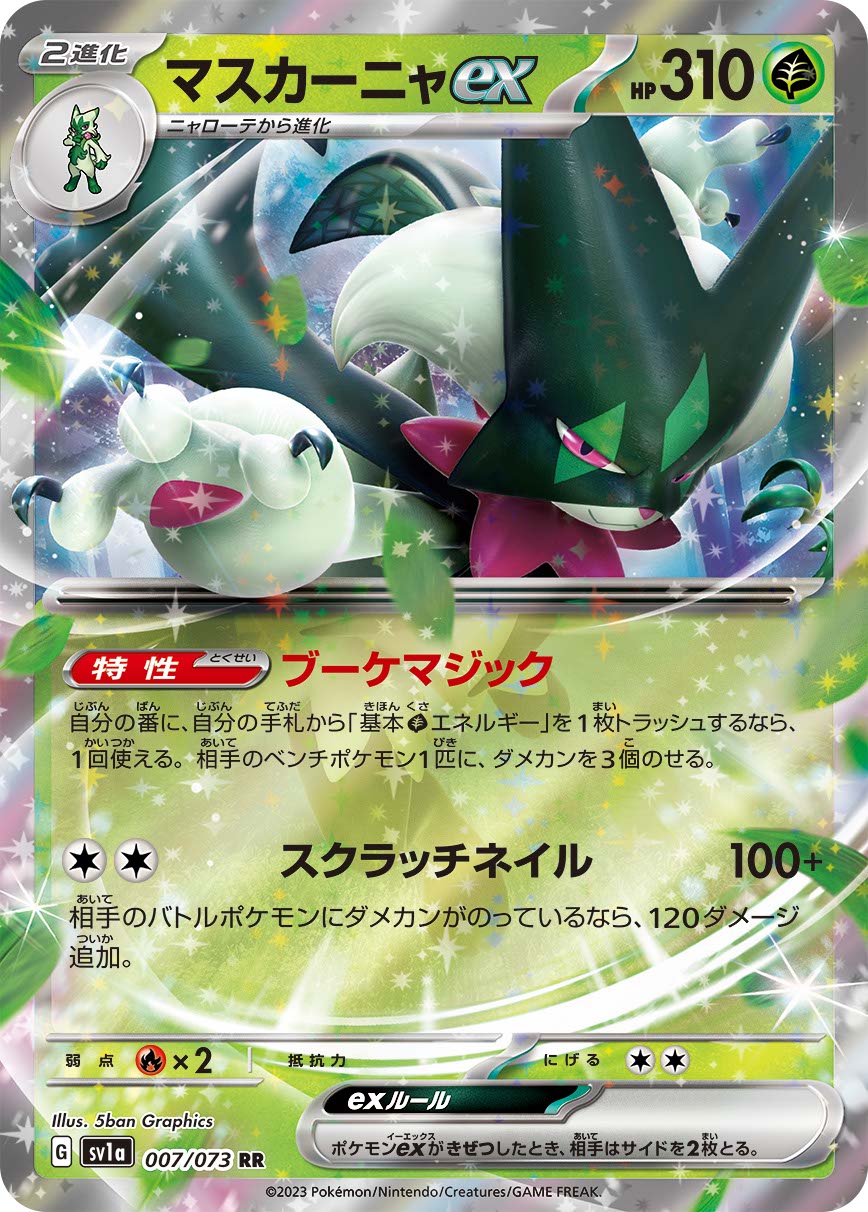 2進化
マスカーニャex HP310
ニャローテから進化
特性 とくせい ブーケマジック
じぶん ばん じぶん てふだ きほん くさ まい
自分の番に、自分の手札から「基本エネルギー」を1枚トラッシュするなら、
かいつか あいて ぴき こ
1回使える。相手のベンチポケモン1匹に、ダメカンを3個のせる。
スクラッチネイル 100+
あいて
相手のバトルポケモンにダメカンがのっているなら、120ダメージ
ついか
追加。
弱点 ×2 抵抗力 にげる
exルール
イーエックス あいて まい
ポケモンexがきぜつしたとき、相手はサイドを2枚とる。
Illus. 5ban Graphics
G sv1a 007/073 RR
©2023 Pokémon/Nintendo/Creatures/GAME FREAK.